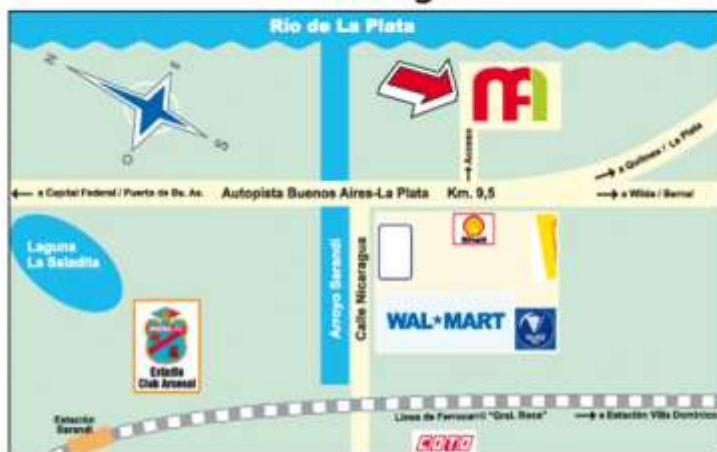 Río de La Plata
N
E
S
O
Acceso
a Quilmes / La Plata
a Capital Federal / Puerto de Bs. As.
Autopista Buenos Aires-La Plata Km. 9,5
a Wilde / Bernal
Laguna
La Saladita
Shell
Arroyo Sarandí
Calle Nicaragua
WAL★MART
Estadio
Club Arsenal
Estación
Sarandí
Línea de Ferrocarril "Gral. Roca"
a Estación Villa Domínico
COTO